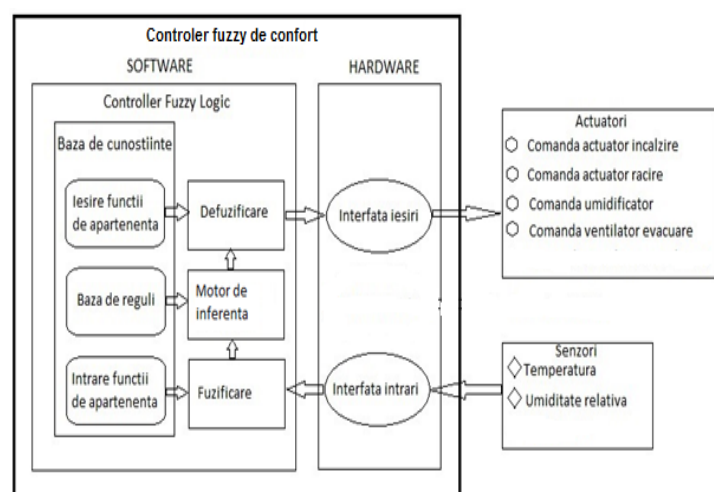 Controler fuzzy de confort
SOFTWARE
HARDWARE
Controller Fuzzy Logic
Baza de cunostiinte
Iesire functii
de apartenenta
Defuzificare
Interfata iesiri
Baza de reguli
Motor de
inferenta
Intrare functii
de apartenenta
Fuzificare
Interfata intrari
Actuatori
Comanda actuator incalzire
Comanda actuator racire
Comanda umidificator
Comanda ventilator evacuare
Senzori
Temperatura
Umiditate relativa